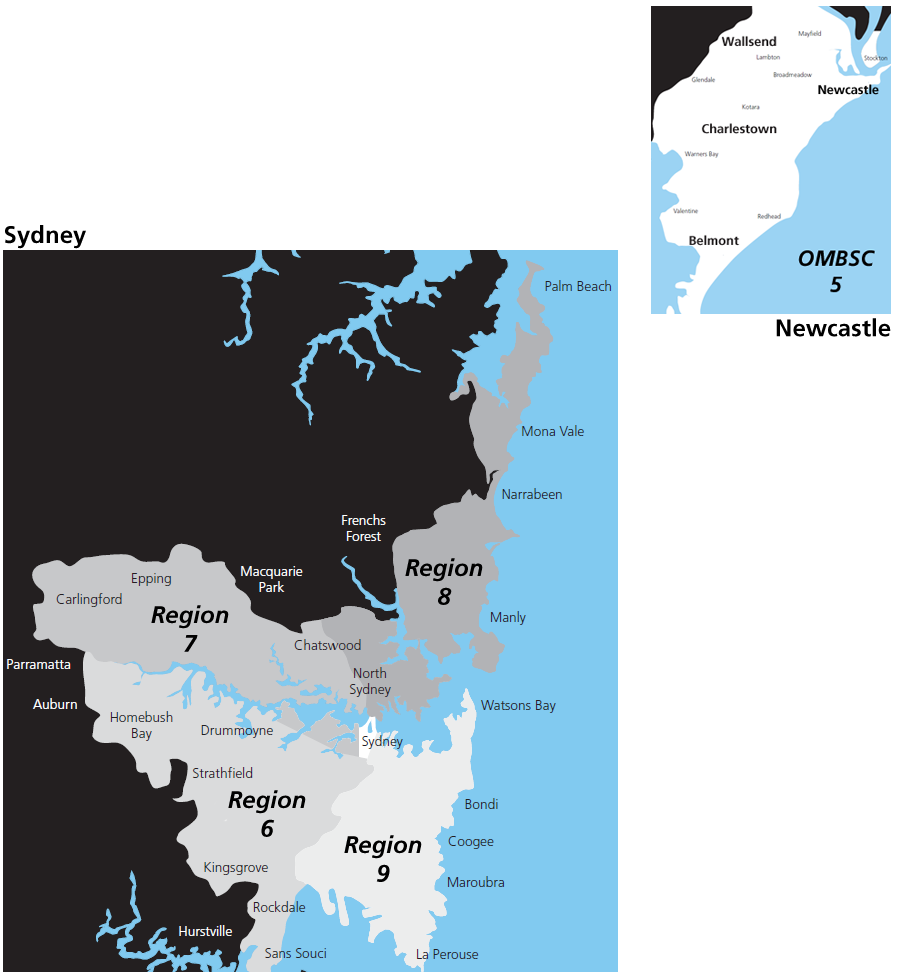 Wallsend
Mayfield
Lambton
Stockton
Broadmeadow
Glendale
Newcastle
Kotara
Charlestown
Warners Bay
Valentine
Redhead
Belmont
OMBSC
5
Newcastle
Sydney
Palm Beach
Mona Vale
Narrabeen
Frenchs
Forest
Macquarie
Park
Region
8
Epping
Carlingford
Region
7
Manly
Chatswood
Parramatta
North
Sydney
Auburn
Watsons Bay
Homebush
Bay
Drummoyne
Sydney
Strathfield
Region
6
Bondi
Region
9
Coogee
Kingsgrove
Maroubra
Rockdale
Hurstville
Sans Souci
La Perouse